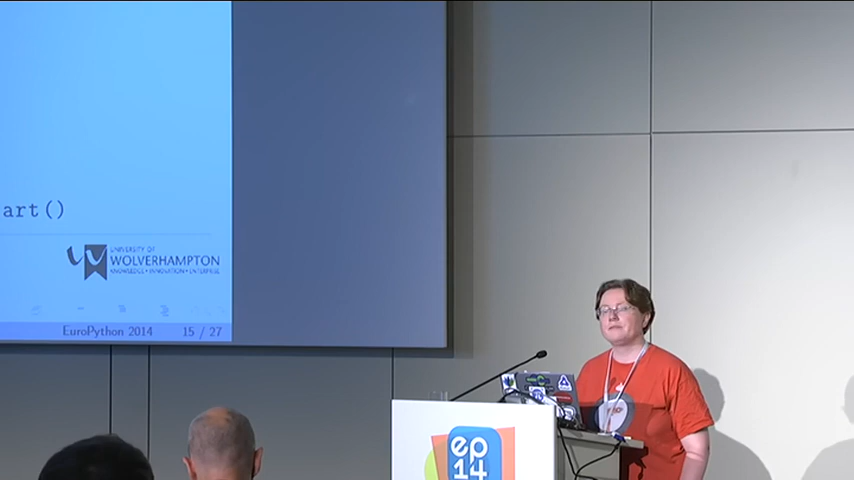 art()
UNIVERSITY OF
WOLVERHAMPTON
KNOWLEDGE • INNOVATION • ENTERPRISE
EuroPython 2014 15 / 27
ep
14